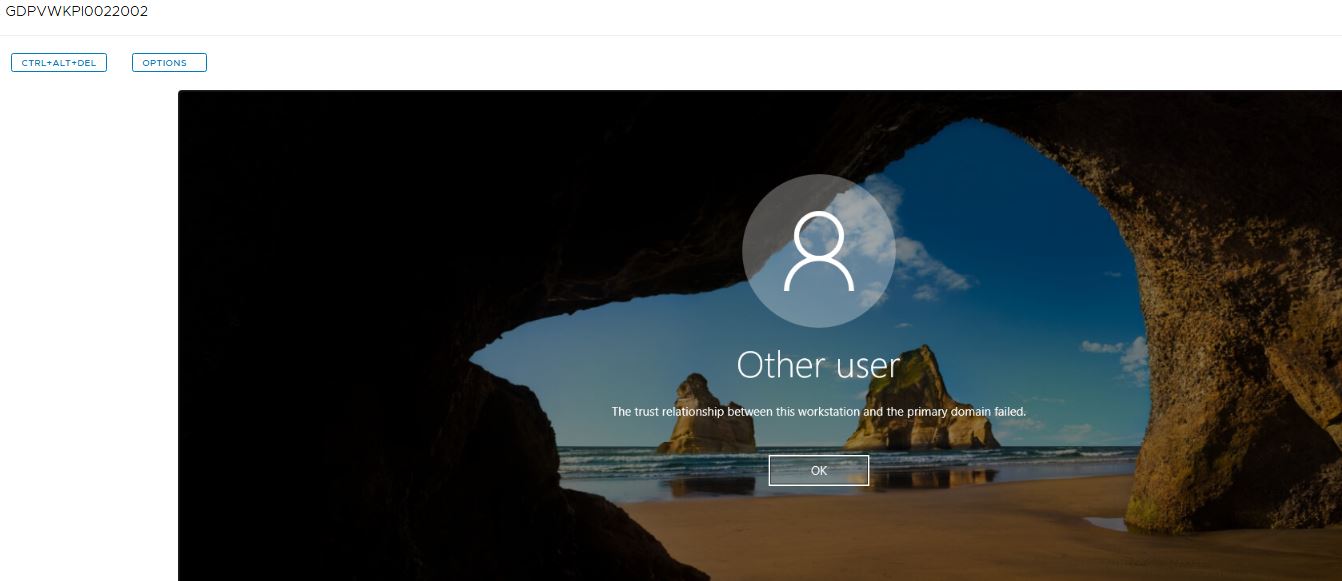 GDPVWKPI0022002
CTRL+ALT+DEL
OPTIONS
Other user
The trust relationship between this workstation and the primary domain failed.
OK